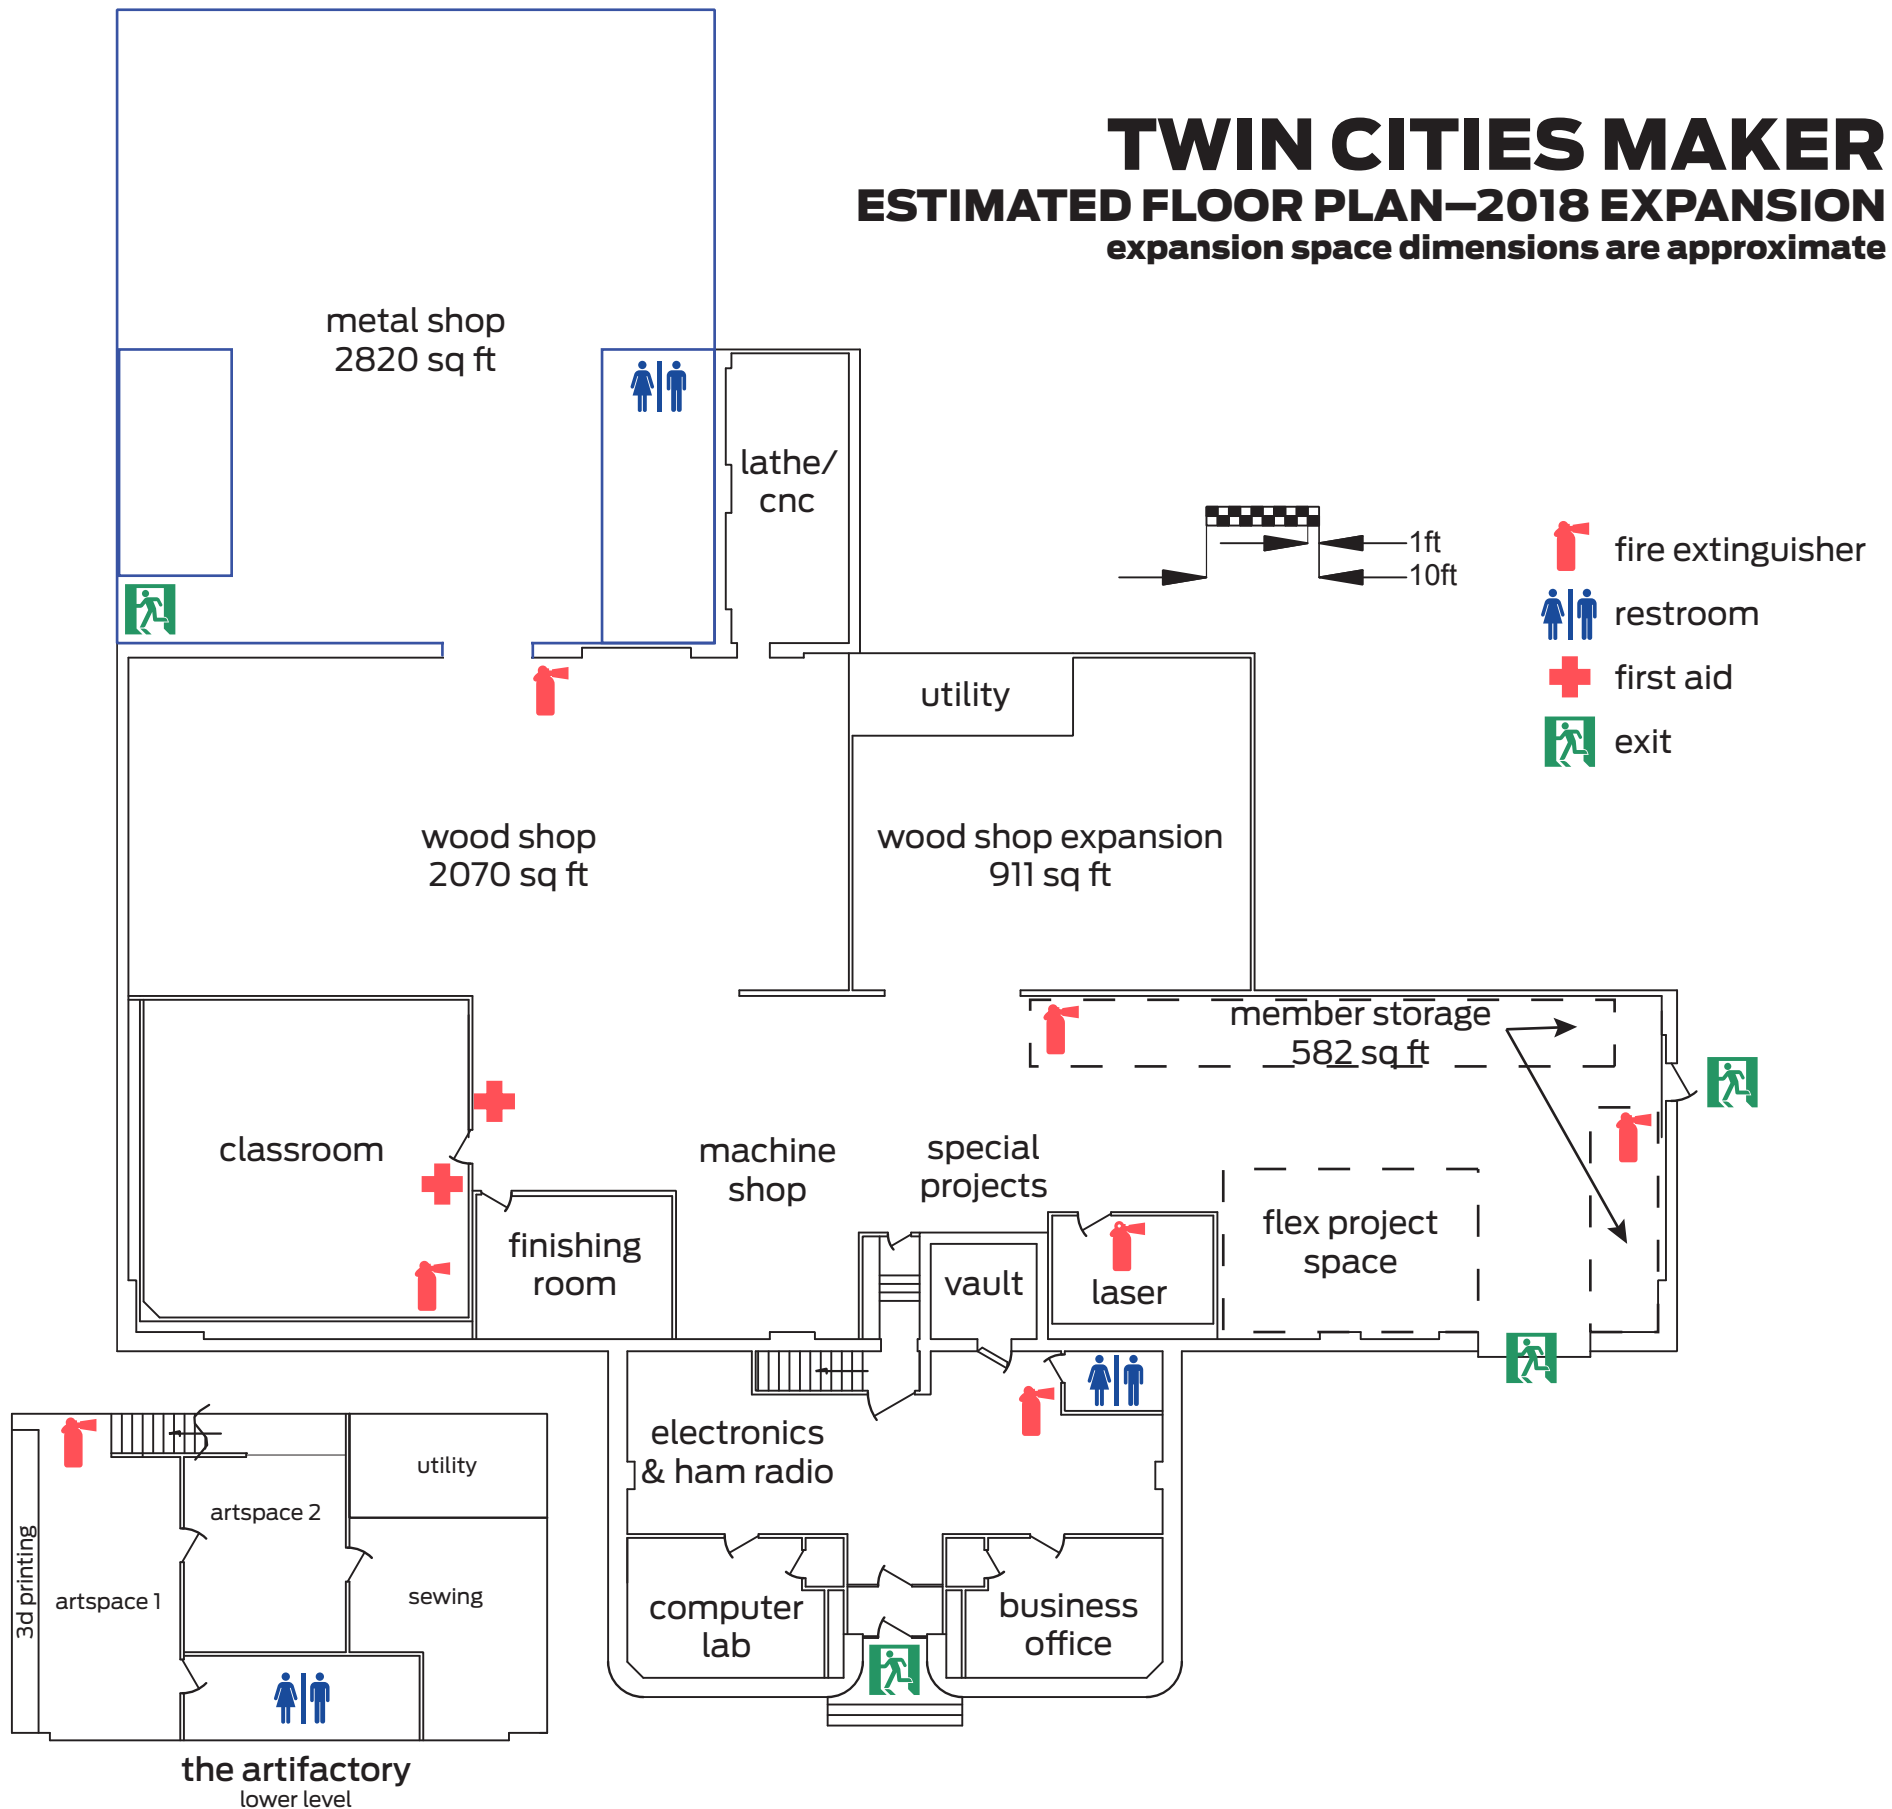 TWIN CITIES MAKER
ESTIMATED FLOOR PLAN—2018 EXPANSION
expansion space dimensions are approximate
metal shop
2820 sq ft
lathe/
cnc
1ft
10ft
fire extinguisher
restroom
first aid
exit
utility
wood shop
2070 sq ft
wood shop expansion
911 sq ft
member storage
582 sq ft
classroom
machine
shop
special
projects
finishing
room
vault
laser
flex project
space
electronics
& ham radio
computer
lab
business
office
utility
artspace 2
3d printing
artspace 1
sewing
the artifactory
lower level